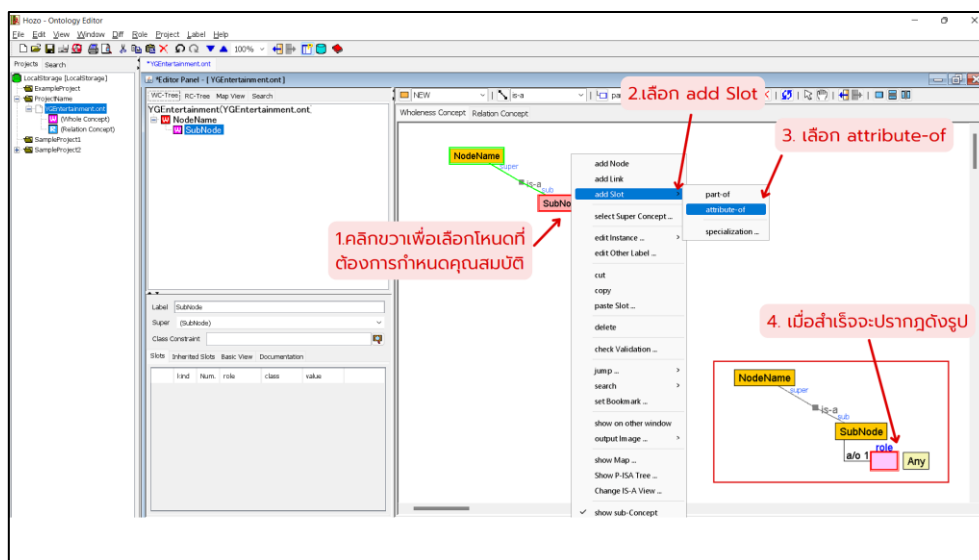 Hozo - Ontology Editor
File Edit View Window Diff Role Project Label Help
100%
Projects Search
*YGEntertainment.ont
LocalStorage [LocalStorage]
ExampleProject
ProjectName
YGEntertainment.ont
(Whole Concept)
(Relation Concept)
SampleProject1
SampleProject2
*Editor Panel - [ YGEntertainment.ont ]
WC-Tree RC-Tree Map View Search
YGEntertainment(YGEntertainment.ont)
NodeName
SubNode
Label SubNode
Super (SubNode)
Class Constraint
Slots Inherited Slots Basic View Documentation
kind Num. role class value
NEW is-a
Wholeness Concept Relation Concept
NodeName
super
is-a
sub
1.คลิกขวาเพื่อเลือกโหนดที่
ต้องการกำหนดคุณสมบัติ
2.เลือก add Slot
3. เลือก attribute-of
add Node
add Link
add Slot
select Super Concept ...
edit Instance ...
edit Other Label ...
cut
copy
paste Slot ...
delete
check Validation ...
jump ...
search
set Bookmark ...
show on other window
output Image ...
show Map ...
Show P-ISA Tree ...
Change IS-A View ...
show sub-Concept
part-of
attribute-of
specialization ...
4. เมื่อสำเร็จจะปรากฎดังรูป
NodeName
super
is-a
sub
SubNode
role
a/o 1
Any